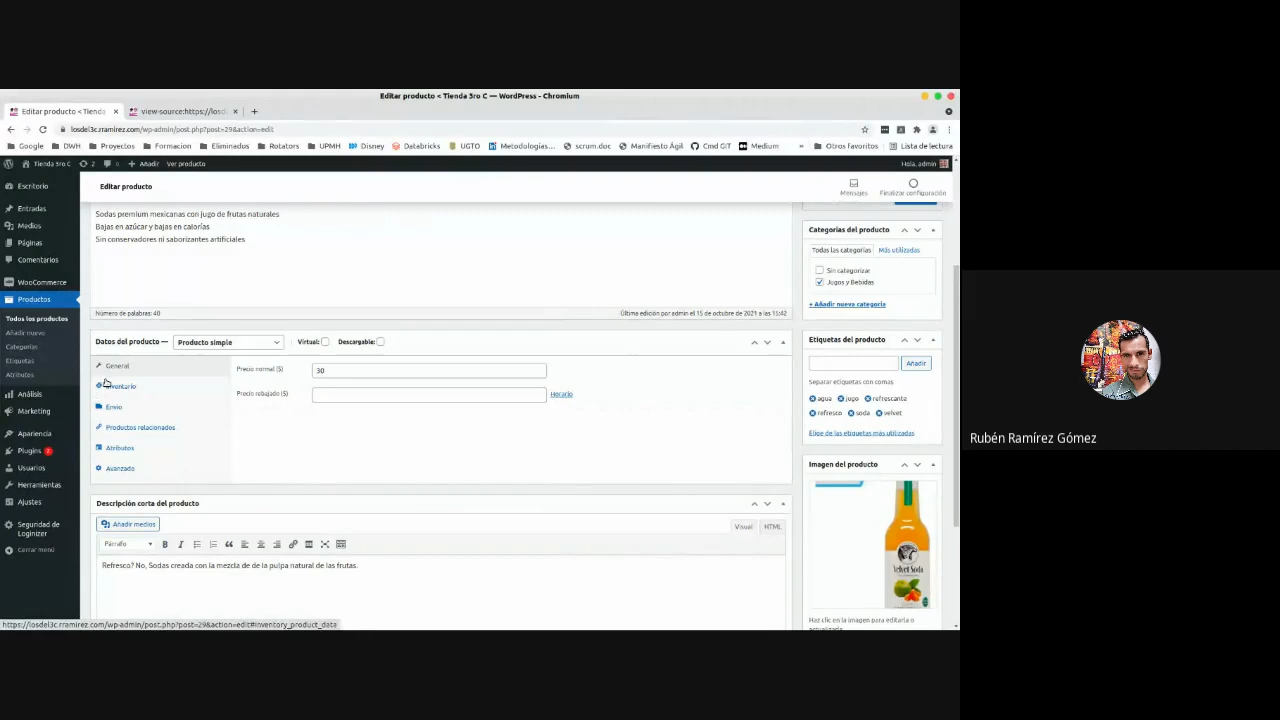 Editar producto < Tienda 3ro C — WordPress - Chromium
Editar producto < Tienda
view-source:https://losd
losdel3c.rramirez.com/wp-admin/post.php?post=29&action=edit
Google DWH Proyectos Formacion Eliminados Rotators UPMH Disney Databricks UGTO Metodologías... scrum.doc Manifiesto Ágil Cmd GIT Medium » Otros favoritos Lista de lectura
Tienda 3ro C 2 Añadir Ver producto Hola, admin
Escritorio
Entradas
Medios
Páginas
Comentarios
WooCommerce
Productos
Todos los productos
Añadir nuevo
Categorías
Etiquetas
Atributos
Análisis
Marketing
Apariencia
Plugins 2
Usuarios
Herramientas
Ajustes
Seguridad de
Loginizer
Cerrar menú
Editar producto
Mensajes
Finalizar configuración
Sodas premium mexicanas con jugo de frutas naturales
Bajas en azúcar y bajas en calorías
Sin conservadores ni saborizantes artificiales
Número de palabras: 40
Última edición por admin el 15 de octubre de 2021 a las 15:42
Datos del producto — Producto simple Virtual: Descargable:
General
Inventario
Envío
Productos relacionados
Atributos
Avanzado
Precio normal ($) 30
Precio rebajado ($) Horario
Descripción corta del producto
Añadir medios
Visual HTML
Párrafo B I
Refresco? No, Sodas creada con la mezcla de de la pulpa natural de las frutas.
Categorías del producto
Todas las categorías Más utilizadas
Sin categorizar
Jugos y Bebidas
+ Añadir nueva categoría
Etiquetas del producto
Añadir
Separar etiquetas con comas
agua jugo refrescante
refresco soda velvet
Elige de las etiquetas más utilizadas
Imagen del producto
Velvet Soda
Haz clic en la imagen para editarla o
actualizarla
https://losdel3c.rramirez.com/wp-admin/post.php?post=29&action=edit#inventory_product_data
Rubén Ramírez Gómez